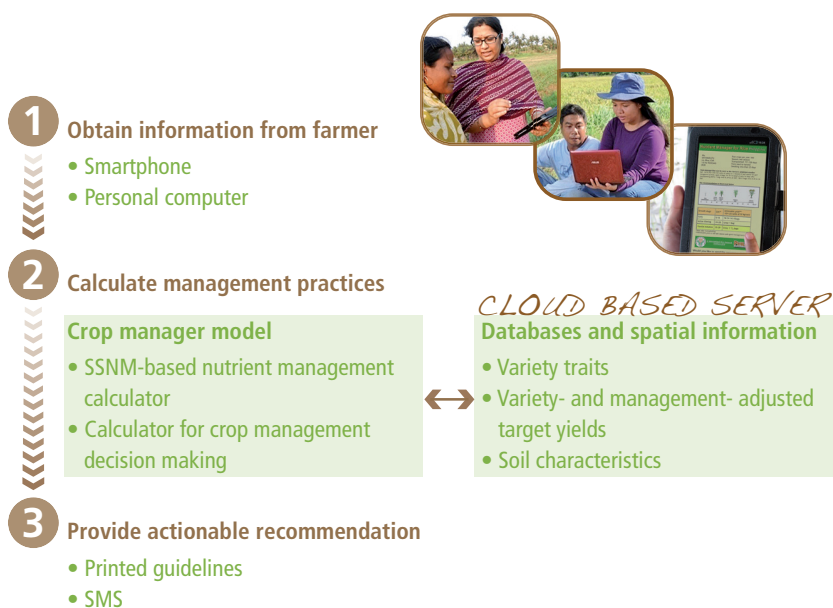 1
Obtain information from farmer
• Smartphone
• Personal computer
2
Calculate management practices
CLOUD BASED SERVER
Crop manager model
• SSNM-based nutrient management
calculator
• Calculator for crop management
decision making
Databases and spatial information
• Variety traits
• Variety- and management- adjusted
target yields
• Soil characteristics
3
Provide actionable recommendation
• Printed guidelines
• SMS